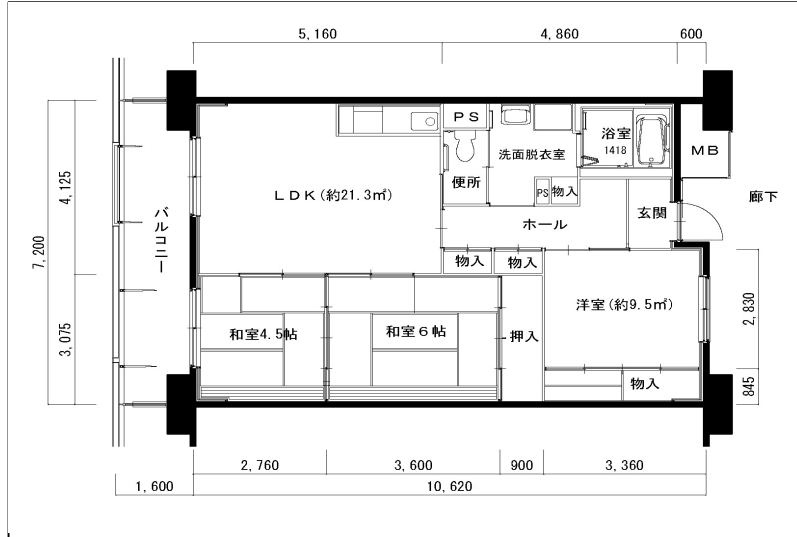 5,160
4,860
600
PS
浴室
1418
MB
洗面脱衣室
便所
LDK(約21.3㎡)
PS
物入
玄関
廊下
ホール
バルコニー
4,125
7,200
3,075
物入
物入
洋室(約9.5㎡)
2,830
和室4.5帖
和室6帖
押入
物入
845
2,760
3,600
900
3,360
1,600
10,620